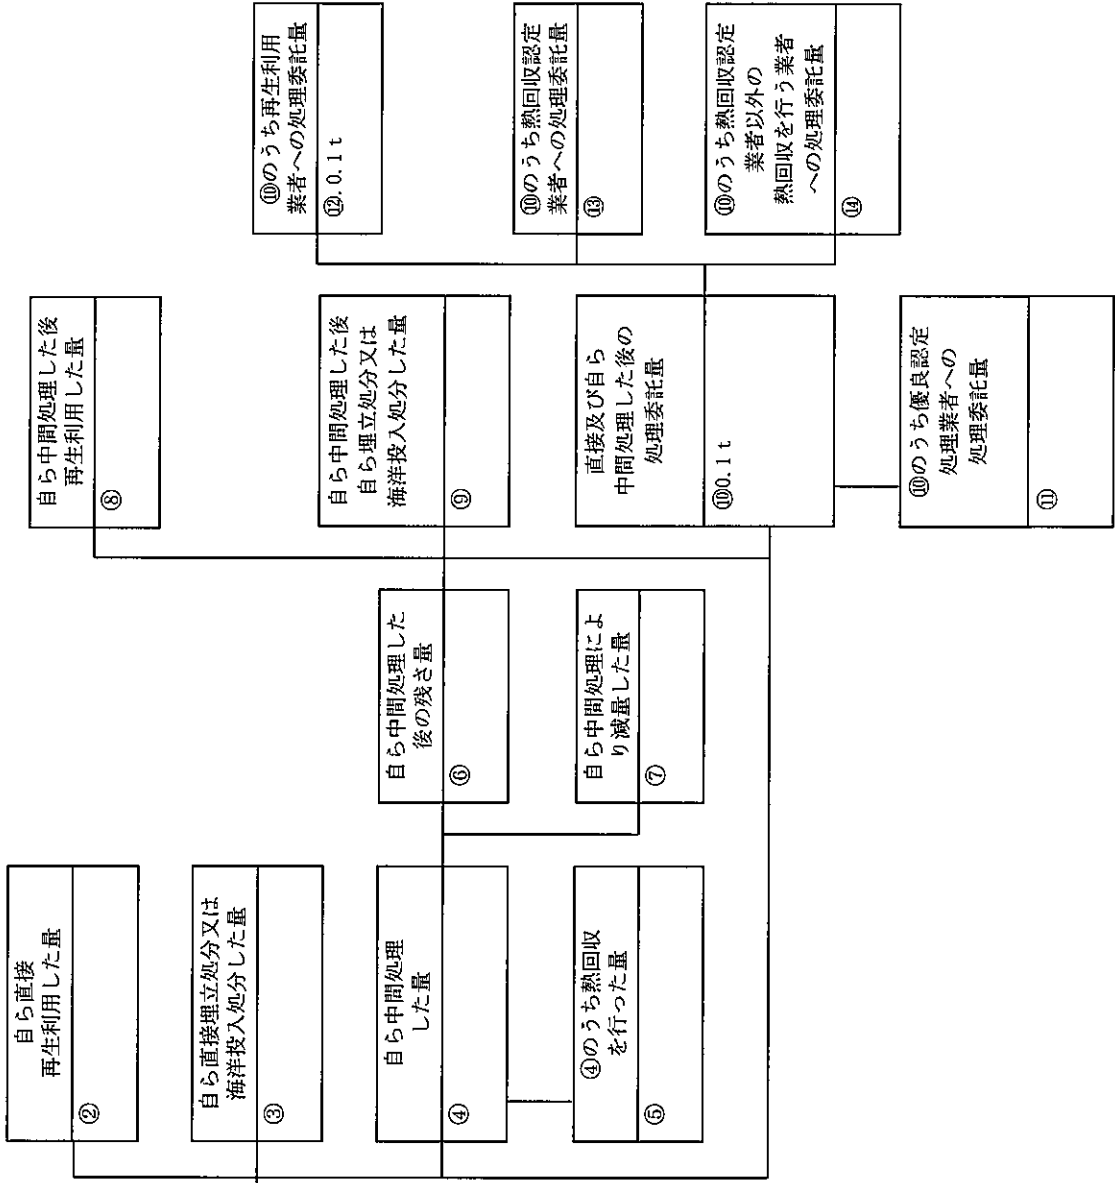 自ら直接
再生利用した量
②
自ら直接埋立処分又は
海洋投入処分した量
③
自ら中間処理
した量
④
④のうち熱回収
を行った量
⑤
自ら中間処理した
後の残さ量
⑥
自ら中間処理によ
り減量した量
⑦
自ら中間処理した後
再生利用した量
⑧
自ら中間処理した後
自ら埋立処分又は
海洋投入処分した量
⑨
直接及び自ら
中間処理した後の
処理委託量
⑩0.1t
⑩のうち優良認定
処理業者への
処理委託量
⑪
⑩のうち再生利用
業者への処理委託量
⑫.0.1t
⑩のうち熱回収認定
業者への処理委託量
⑬
⑩のうち熱回収認定
業者以外の
熱回収を行う業者
への処理委託量
⑭